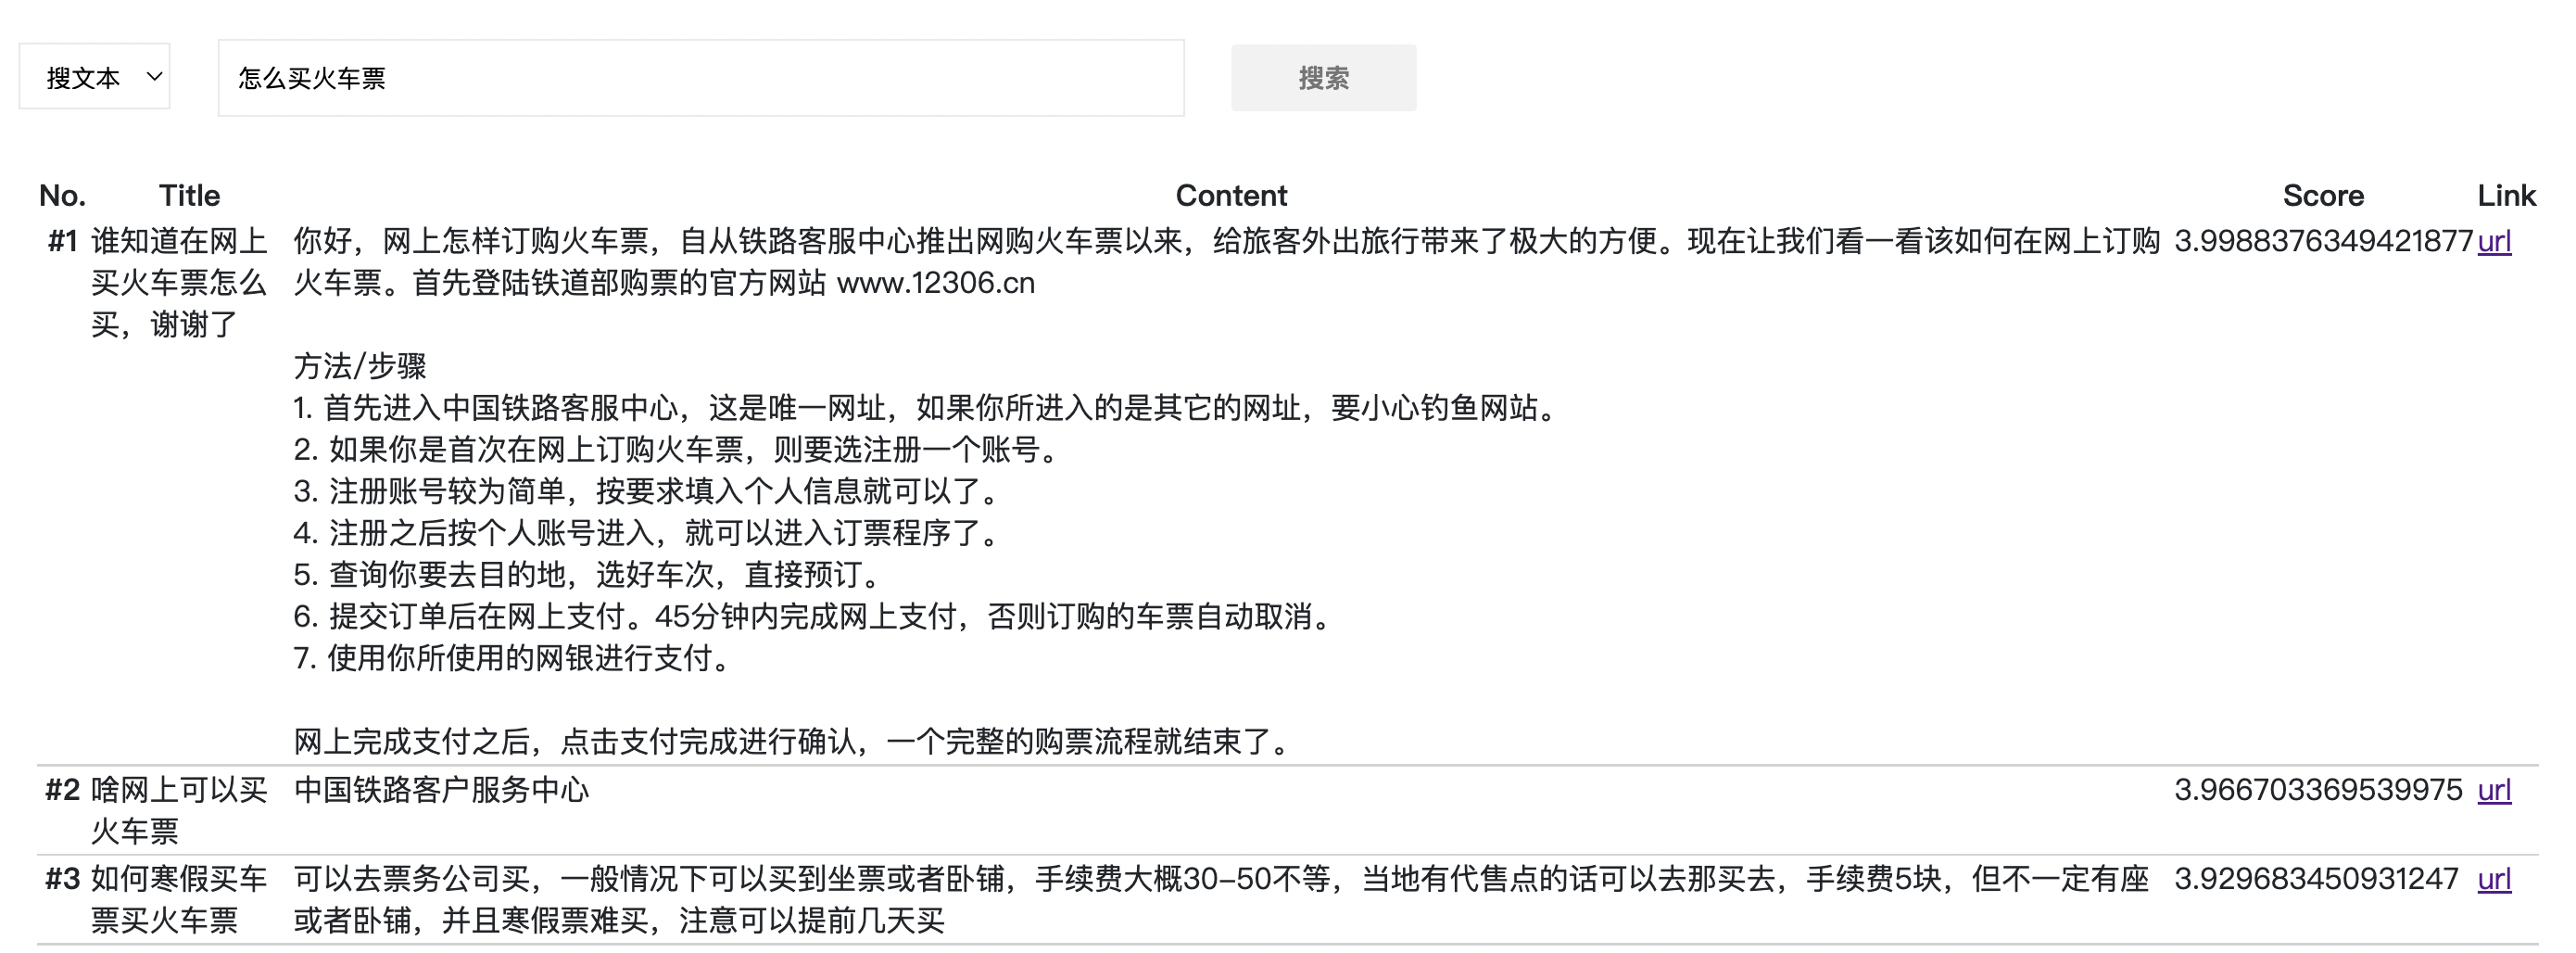 搜文本
怎么买火车票
搜索
No. Title Content Score Link
#1 谁知道在网上 你好，网上怎样订购火车票，自从铁路客服中心推出网购火车票以来，给旅客外出旅行带来了极大的方便。现在让我们看一看该如何在网上订购 3.9988376349421877 url
买火车票怎么 火车票。首先登陆铁道部购票的官方网站 www.12306.cn
买，谢谢了
方法/步骤
1. 首先进入中国铁路客服中心，这是唯一网址，如果你所进入的是其它的网址，要小心钓鱼网站。
2. 如果你是首次在网上订购火车票，则要选注册一个账号。
3. 注册账号较为简单，按要求填入个人信息就可以了。
4. 注册之后按个人账号进入，就可以进入订票程序了。
5. 查询你要去目的地，选好车次，直接预订。
6. 提交订单后在网上支付。45分钟内完成网上支付，否则订购的车票自动取消。
7. 使用你所使用的网银进行支付。
网上完成支付之后，点击支付完成进行确认，一个完整的购票流程就结束了。
#2 啥网上可以买 中国铁路客户服务中心 3.966703369539975 url
火车票
#3 如何寒假买车 可以去票务公司买，一般情况下可以买到坐票或者卧铺，手续费大概30-50不等，当地有代售点的话可以去那买去，手续费5块，但不一定有座 3.929683450931247 url
票买火车票 或者卧铺，并且寒假票难买，注意可以提前几天买